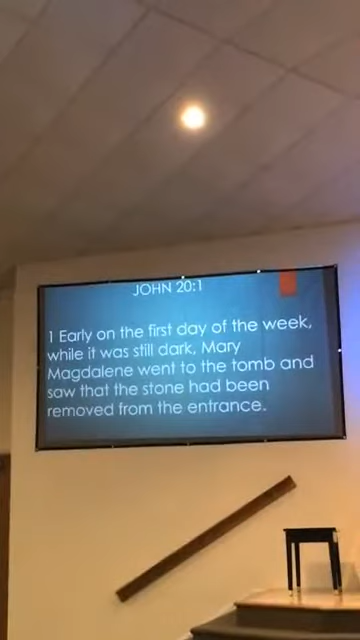 JOHN 20:1
1 Early on the first day of the week,
while it was still dark, Mary
Magdalene went to the tomb and
saw that the stone had been
removed from the entrance.